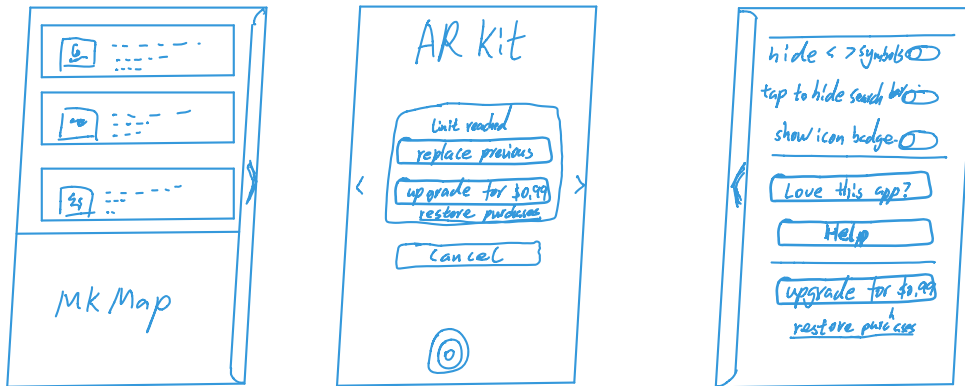 MK Map
AR Kit
limit reached
replace previous
upgrade for $0.99
restore purchases
Cancel
< >
hide < > symbols
tap to hide search bar
show icon badge
Love this app?
Help
upgrade for $0.99
restore purchases